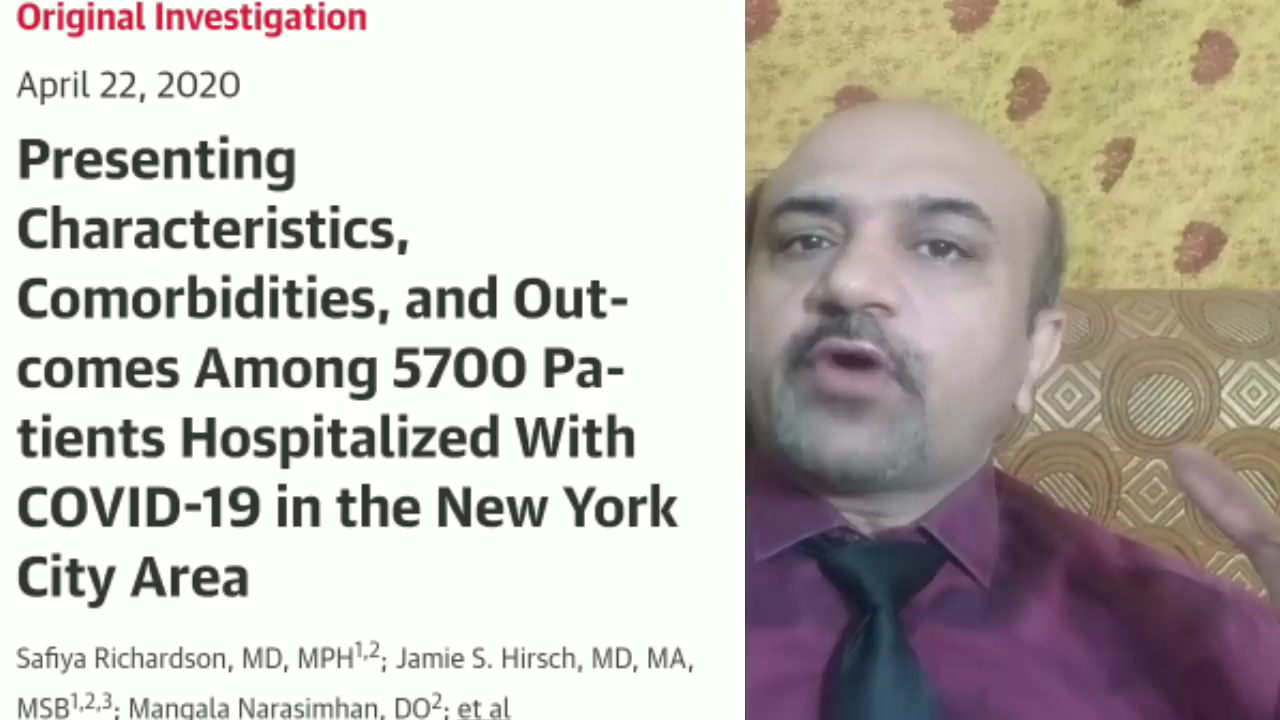 Original Investigation
April 22, 2020
Presenting
Characteristics,
Comorbidities, and Out-
comes Among 5700 Pa-
tients Hospitalized With
COVID-19 in the New York
City Area
Safiya Richardson, MD, MPH1,2; Jamie S. Hirsch, MD, MA,
MSB1,2,3; Mangala Narasimhan, DO2; et al